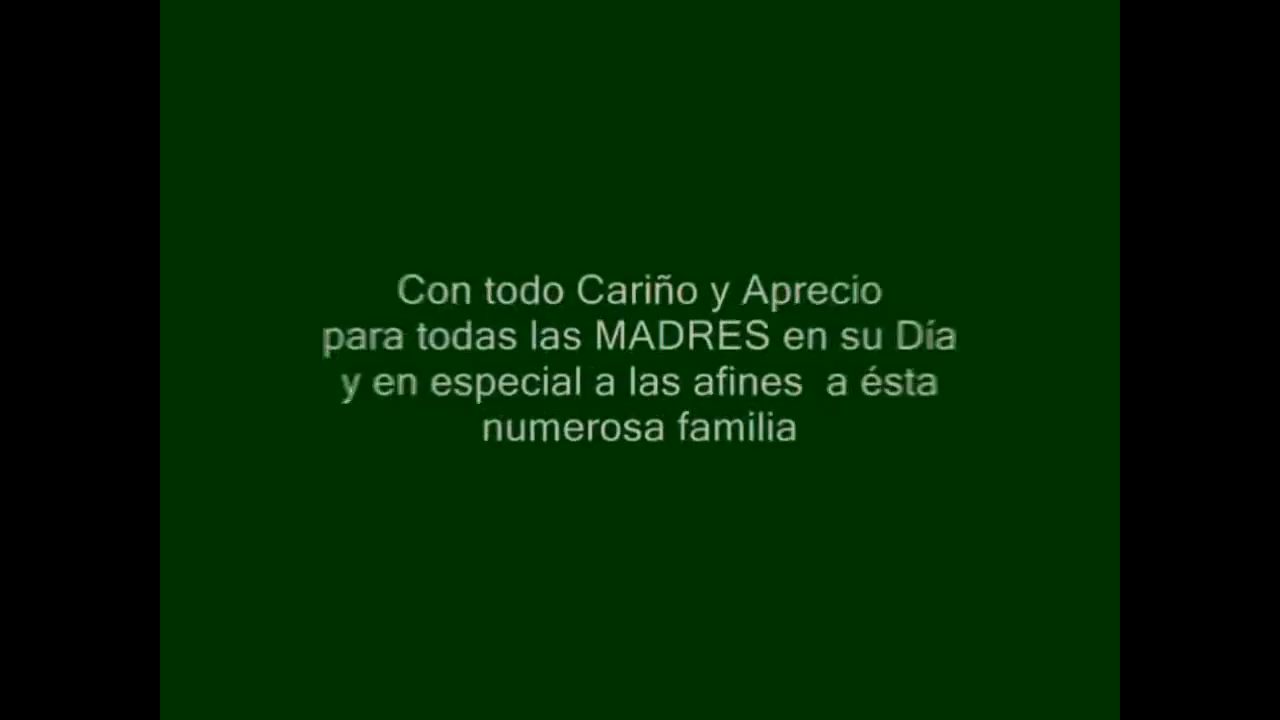 Con todo Cariño y Aprecio
para todas las MADRES en su Día
y en especial a las afines a ésta
numerosa familia